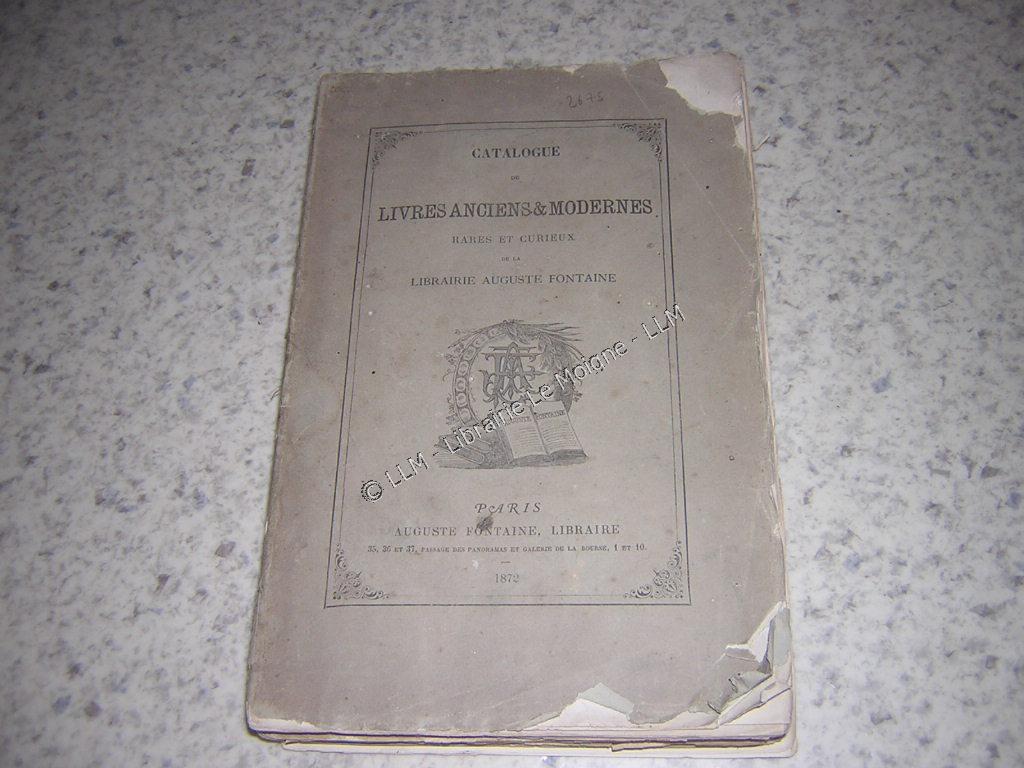 2675
CATALOGUE
DE
LIVRES ANCIENS & MODERNES
RARES ET CURIEUX
DE LA
LIBRAIRIE AUGUSTE FONTAINE
FONTAINE
© LLM - Librairie Le Moigne - LLM
PARIS
AUGUSTE FONTAINE, LIBRAIRE
35, 36 ET 37, PASSAGE DES PANORAMAS ET GALERIE DE LA BOURSE, 1 ET 10.
1872